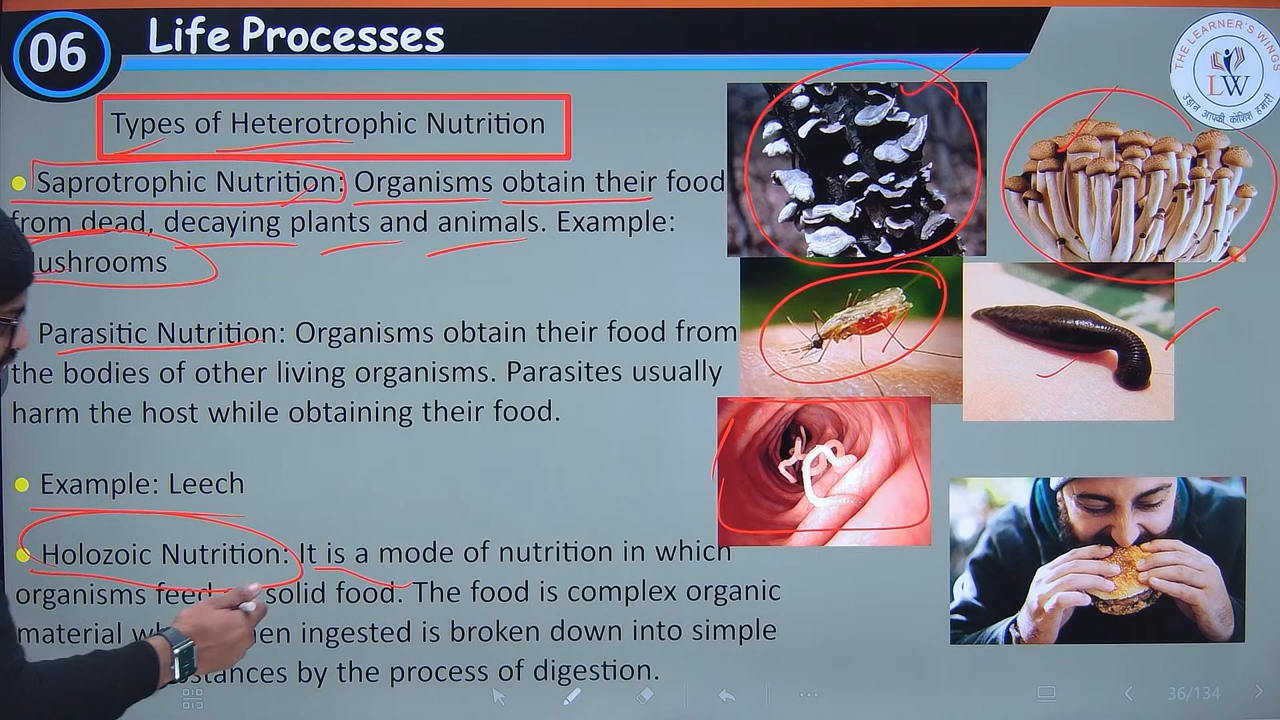 06
Life Processes
THE LEARNER'S WINGS
LW
उड़ान आपकी कोशिश हमारी
Types of Heterotrophic Nutrition
Saprotrophic Nutrition: Organisms obtain their food
from dead, decaying plants and animals. Example:
ushrooms
Parasitic Nutrition: Organisms obtain their food from
the bodies of other living organisms. Parasites usually
harm the host while obtaining their food.
Example: Leech
Holozoic Nutrition: It is a mode of nutrition in which
organisms feed solid food. The food is complex organic
material ingested is broken down into simple
by the process of digestion.
36/134